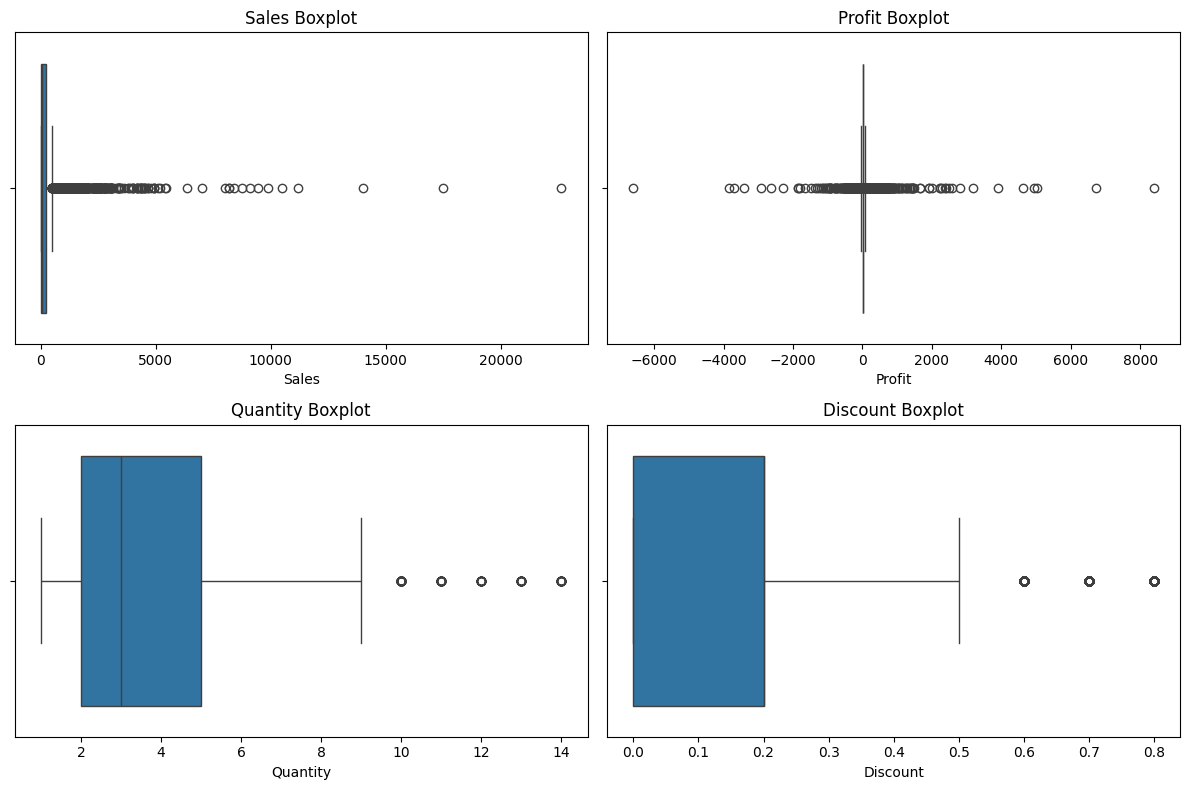 Sales Boxplot
0 5000 10000 15000 20000
Sales
Profit Boxplot
−6000 −4000 −2000 0 2000 4000 6000 8000
Profit
Quantity Boxplot
2 4 6 8 10 12 14
Quantity
Discount Boxplot
0.0 0.1 0.2 0.3 0.4 0.5 0.6 0.7 0.8
Discount